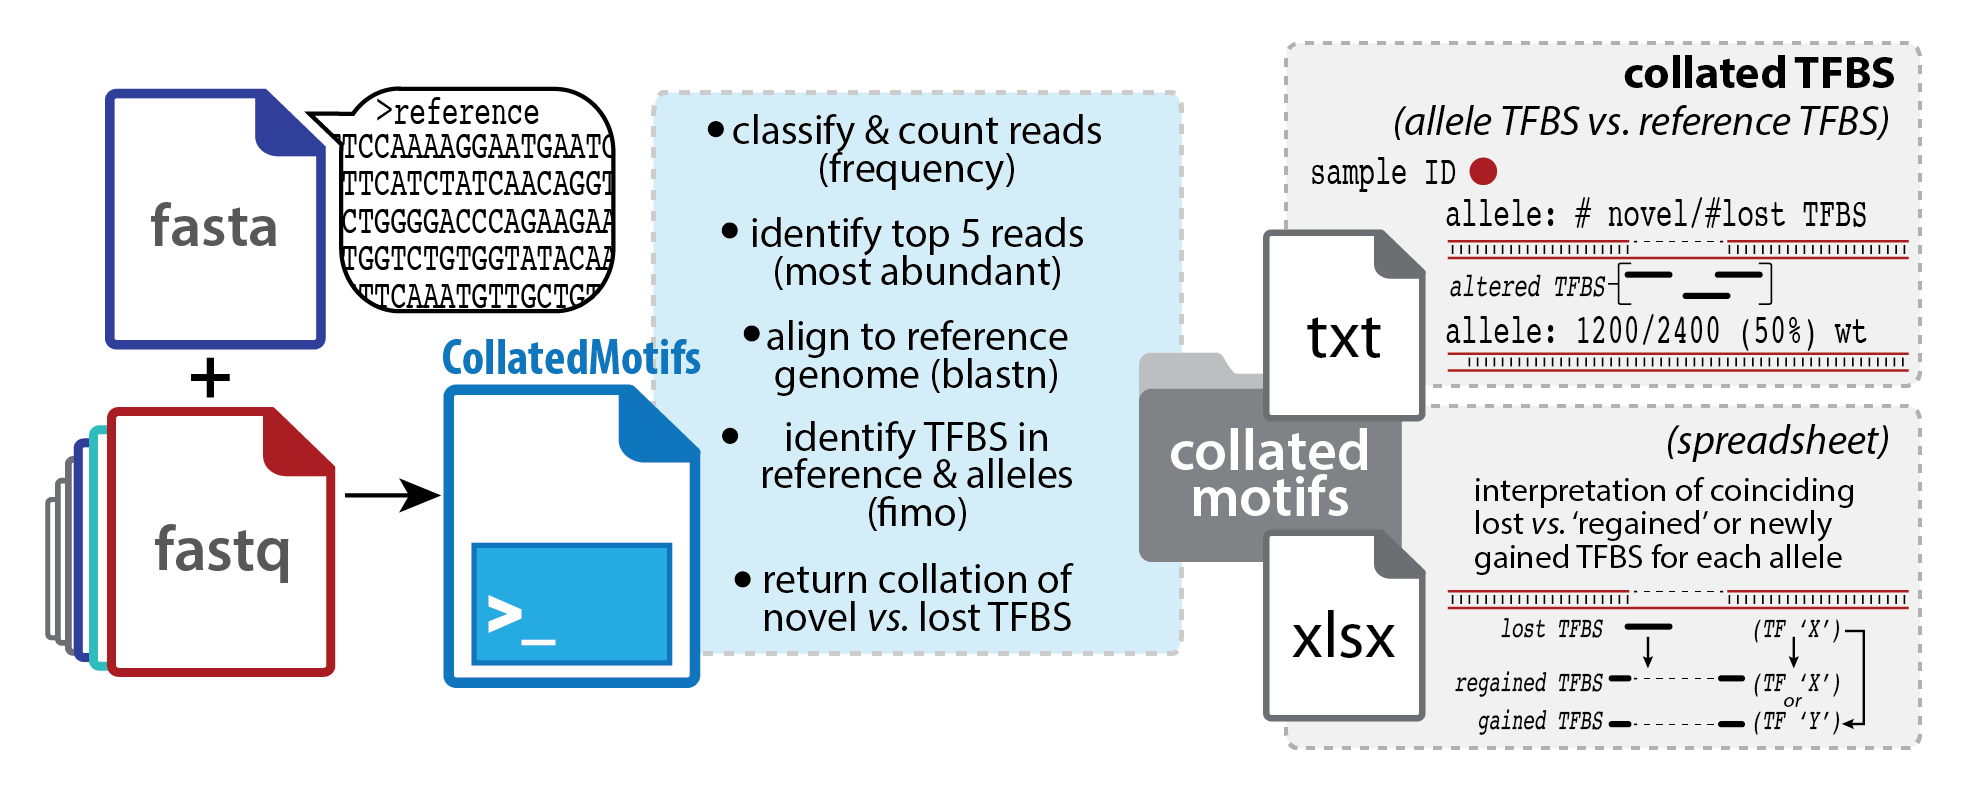 fasta
>reference
TCCAAAAGGAATGAATC
TTCATCTATCAACAGGT
CTGGGGACCCAGAAGAA
TGGTCTGTGGTATACAA
TTCAAATGTTGCTGT
+
fastq
CollatedMotifs
>_
• classify & count reads
(frequency)
• identify top 5 reads
(most abundant)
• align to reference
genome (blastn)
• identify TFBS in
reference & alleles
(fimo)
• return collation of
novel vs. lost TFBS
collated
motifs
txt
collated TFBS
(allele TFBS vs. reference TFBS)
sample ID
allele: # novel/#lost TFBS
altered TFBS
allele: 1200/2400 (50%) wt
xlsx
(spreadsheet)
interpretation of coinciding
lost vs. ‘regained’ or newly
gained TFBS for each allele
lost TFBS (TF ‘X’)
regained TFBS (TF ‘X’)
or
gained TFBS (TF ‘Y’)